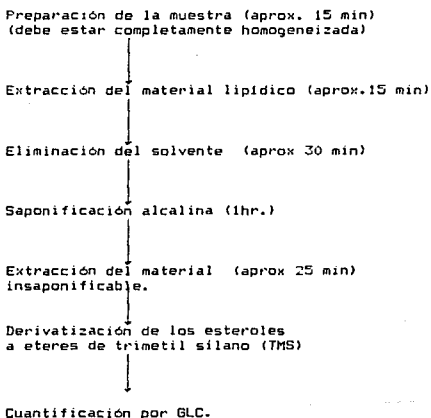 Preparación de la muestra (aprox. 15 min)
(debe estar completamente homogeneizada)
Extracción del material lipídico (aprox.15 min)
Eliminación del solvente (aprox 30 min)
Saponificación alcalina (1hr.)
Extracción del material (aprox 25 min)
insaponificable.
Derivatización de los esteroles
a eteres de trimetil silano (TMS)
Cuantificación por GLC.